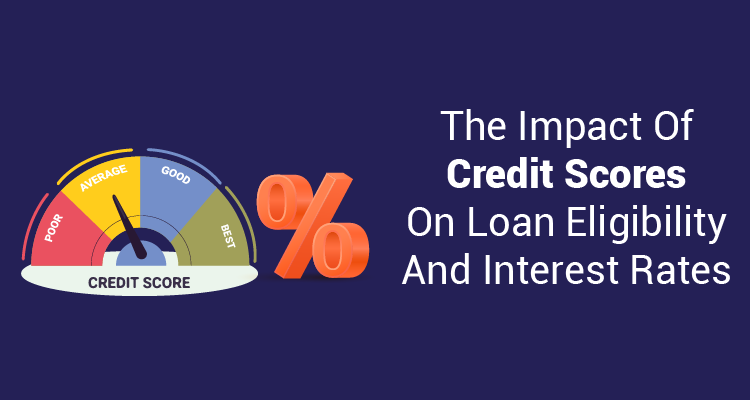 POOR
AVERAGE
GOOD
BEST
CREDIT SCORE
%
The Impact Of
Credit Scores
On Loan Eligibility
And Interest Rates